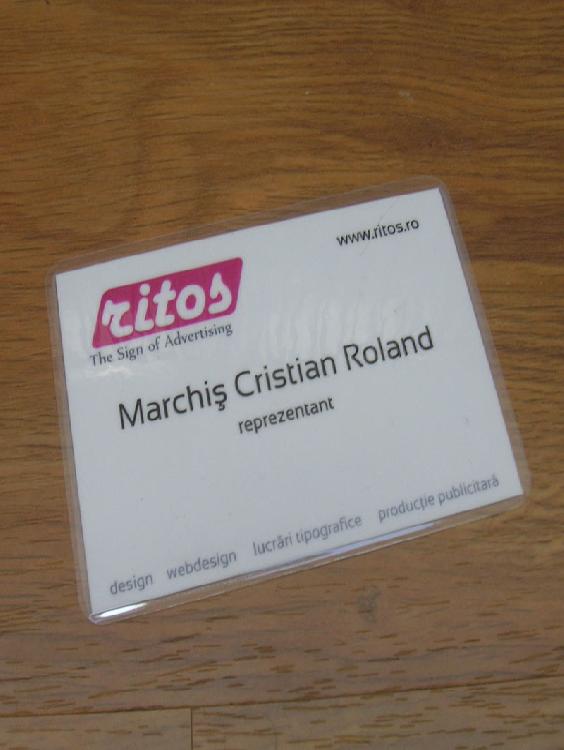 www.ritos.ro
ritos
The Sign of Advertising
Marchiş Cristian Roland
reprezentant
design webdesign lucrări tipografice producţie publicitară